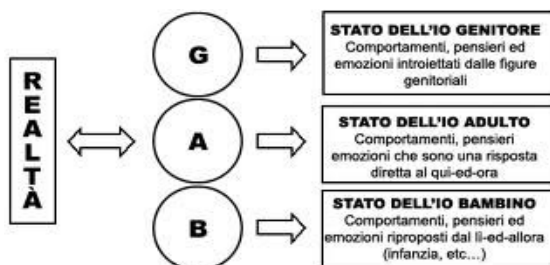 REALTÀ
G
STATO DELL'IO GENITORE
Comportamenti, pensieri ed
emozioni introiettati dalle figure
genitoriali
A
STATO DELL'IO ADULTO
Comportamenti, pensieri
emozioni che sono una risposta
diretta al qui-ed-ora
B
STATO DELL'IO BAMBINO
Comportamenti, pensieri ed
emozioni riproposti dal lì-ed-allora
(infanzia, etc...)